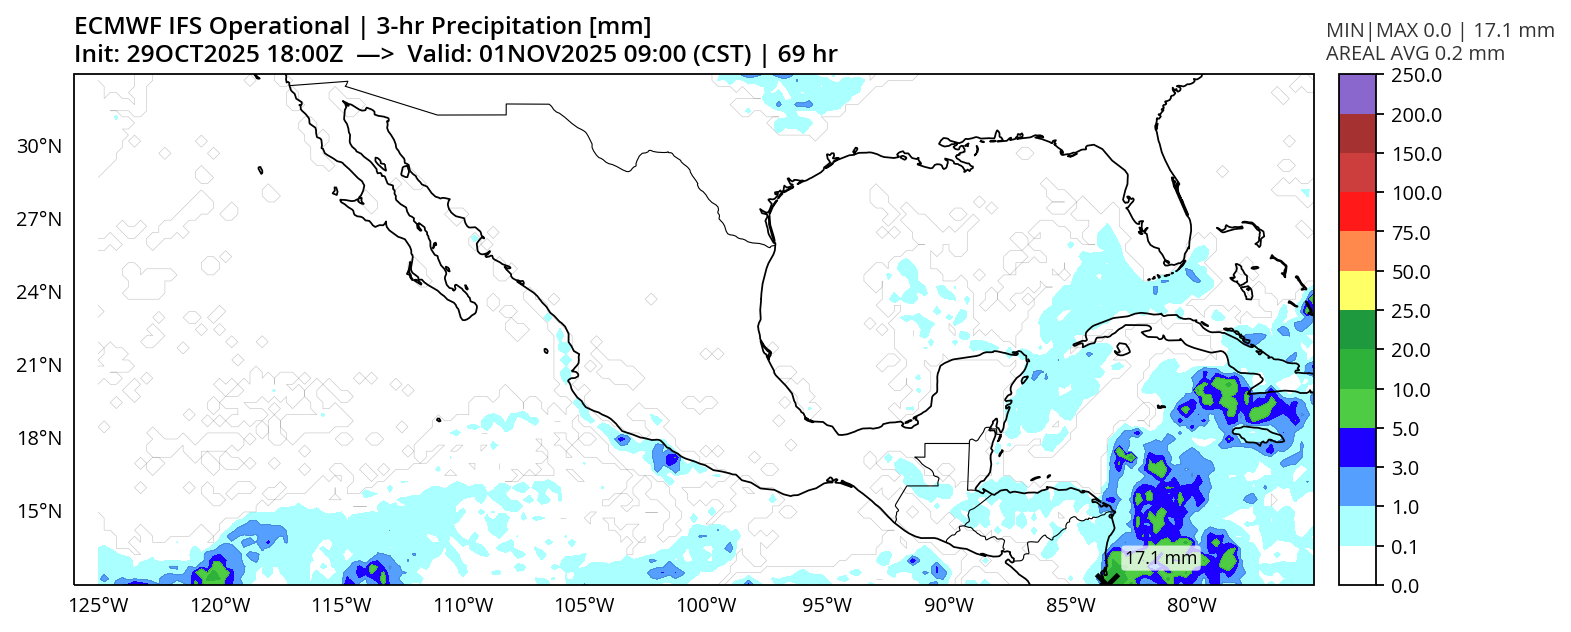 ECMWF IFS Operational | 3-hr Precipitation [mm]
Init: 29OCT2025 18:00Z —> Valid: 01NOV2025 09:00 (CST) | 69 hr
MIN|MAX 0.0 | 17.1 mm
AREAL AVG 0.2 mm
250.0
200.0
150.0
100.0
75.0
50.0
25.0
20.0
10.0
5.0
3.0
1.0
0.1
0.0
30°N
27°N
24°N
21°N
18°N
15°N
17.1 mm
125°W 120°W 115°W 110°W 105°W 100°W 95°W 90°W 85°W 80°W